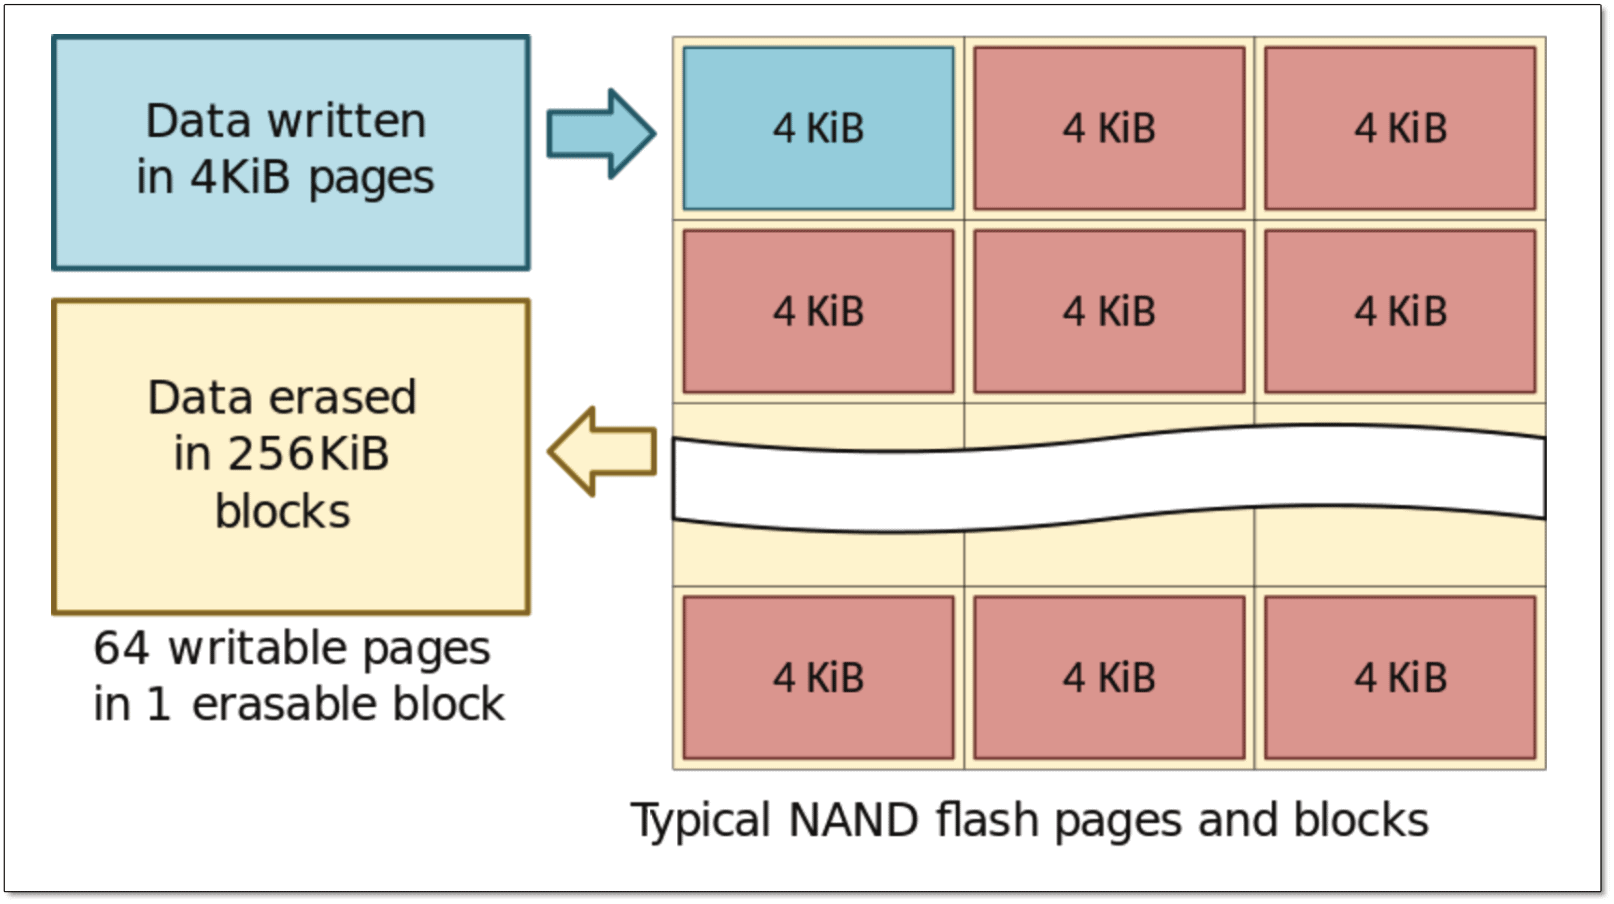 Data written
in 4KiB pages
4 KiB
4 KiB
4 KiB
4 KiB
4 KiB
4 KiB
Data erased
in 256KiB
blocks
64 writable pages
in 1 erasable block
4 KiB
4 KiB
4 KiB
Typical NAND flash pages and blocks